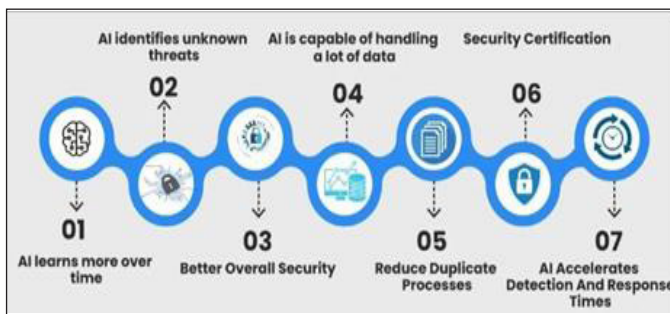 AI identifies unknown
threats
02
AI is capable of handling
a lot of data
04
Security Certification
06
01
AI learns more over
time
03
Better Overall Security
05
Reduce Duplicate
Processes
07
AI Accelerates
Detection And Response
Times